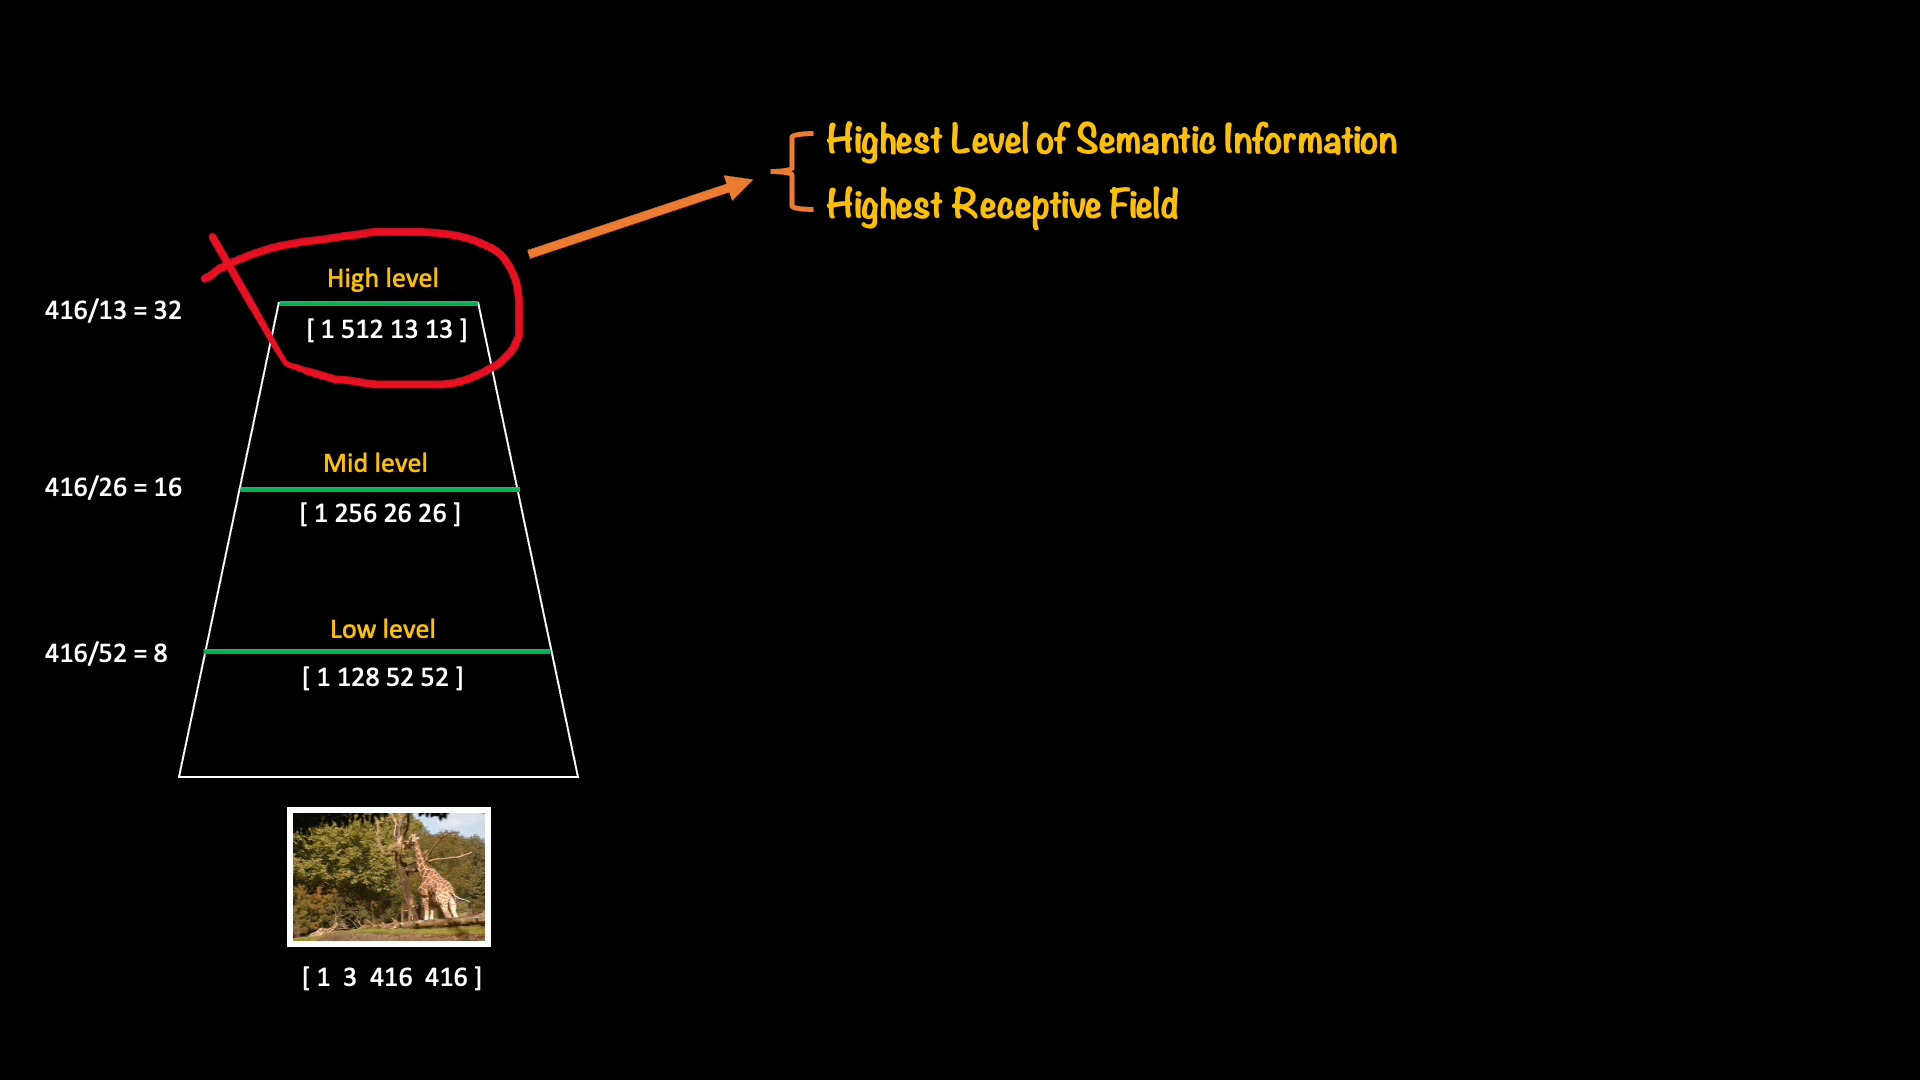 Highest Level of Semantic Information
Highest Receptive Field
High level
416/13 = 32
[ 1 512 13 13 ]
Mid level
416/26 = 16
[ 1 256 26 26 ]
Low level
416/52 = 8
[ 1 128 52 52 ]
[ 1 3 416 416 ]